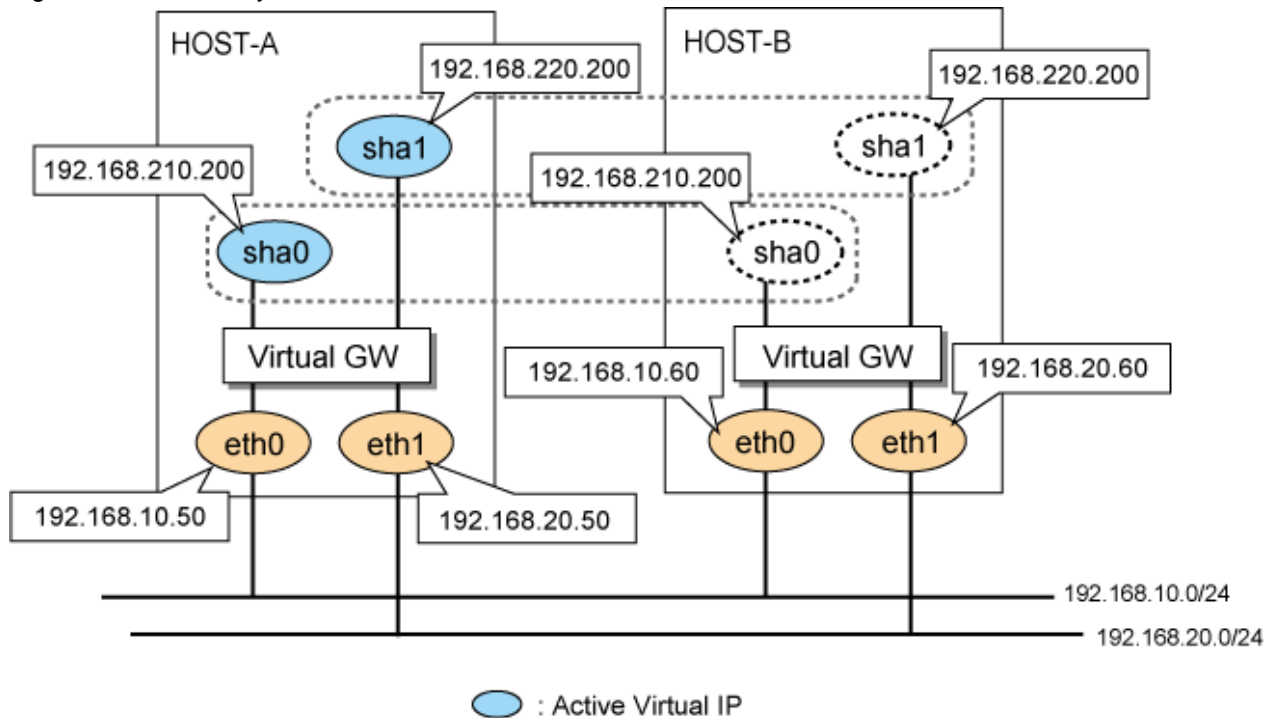 HOST-A
HOST-B
192.168.220.200
192.168.220.200
sha1
sha1
192.168.210.200
192.168.210.200
sha0
sha0
Virtual GW
Virtual GW
192.168.10.60
192.168.20.60
eth0
eth1
eth0
eth1
192.168.10.50
192.168.20.50
192.168.10.0/24
192.168.20.0/24
: Active Virtual IP